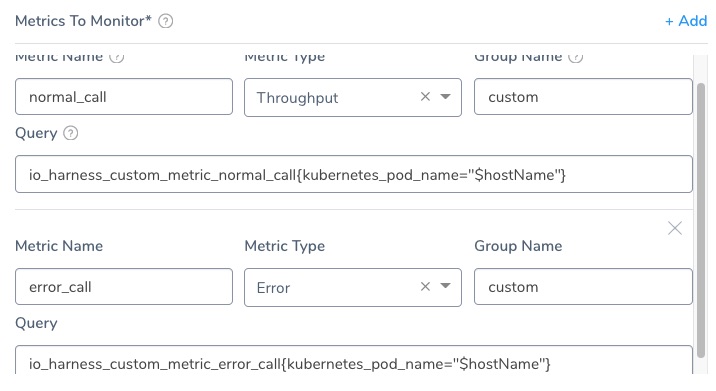 Metrics To Monitor* ? + Add
Metric Name ? Metric Type Group Name ?
normal_call Throughput × custom
Query ?
io_harness_custom_metric_normal_call{kubernetes_pod_name="$hostName"}
Metric Name Metric Type Group Name
error_call Error × custom
Query
io_harness_custom_metric_error_call{kubernetes_pod_name="$hostName"}